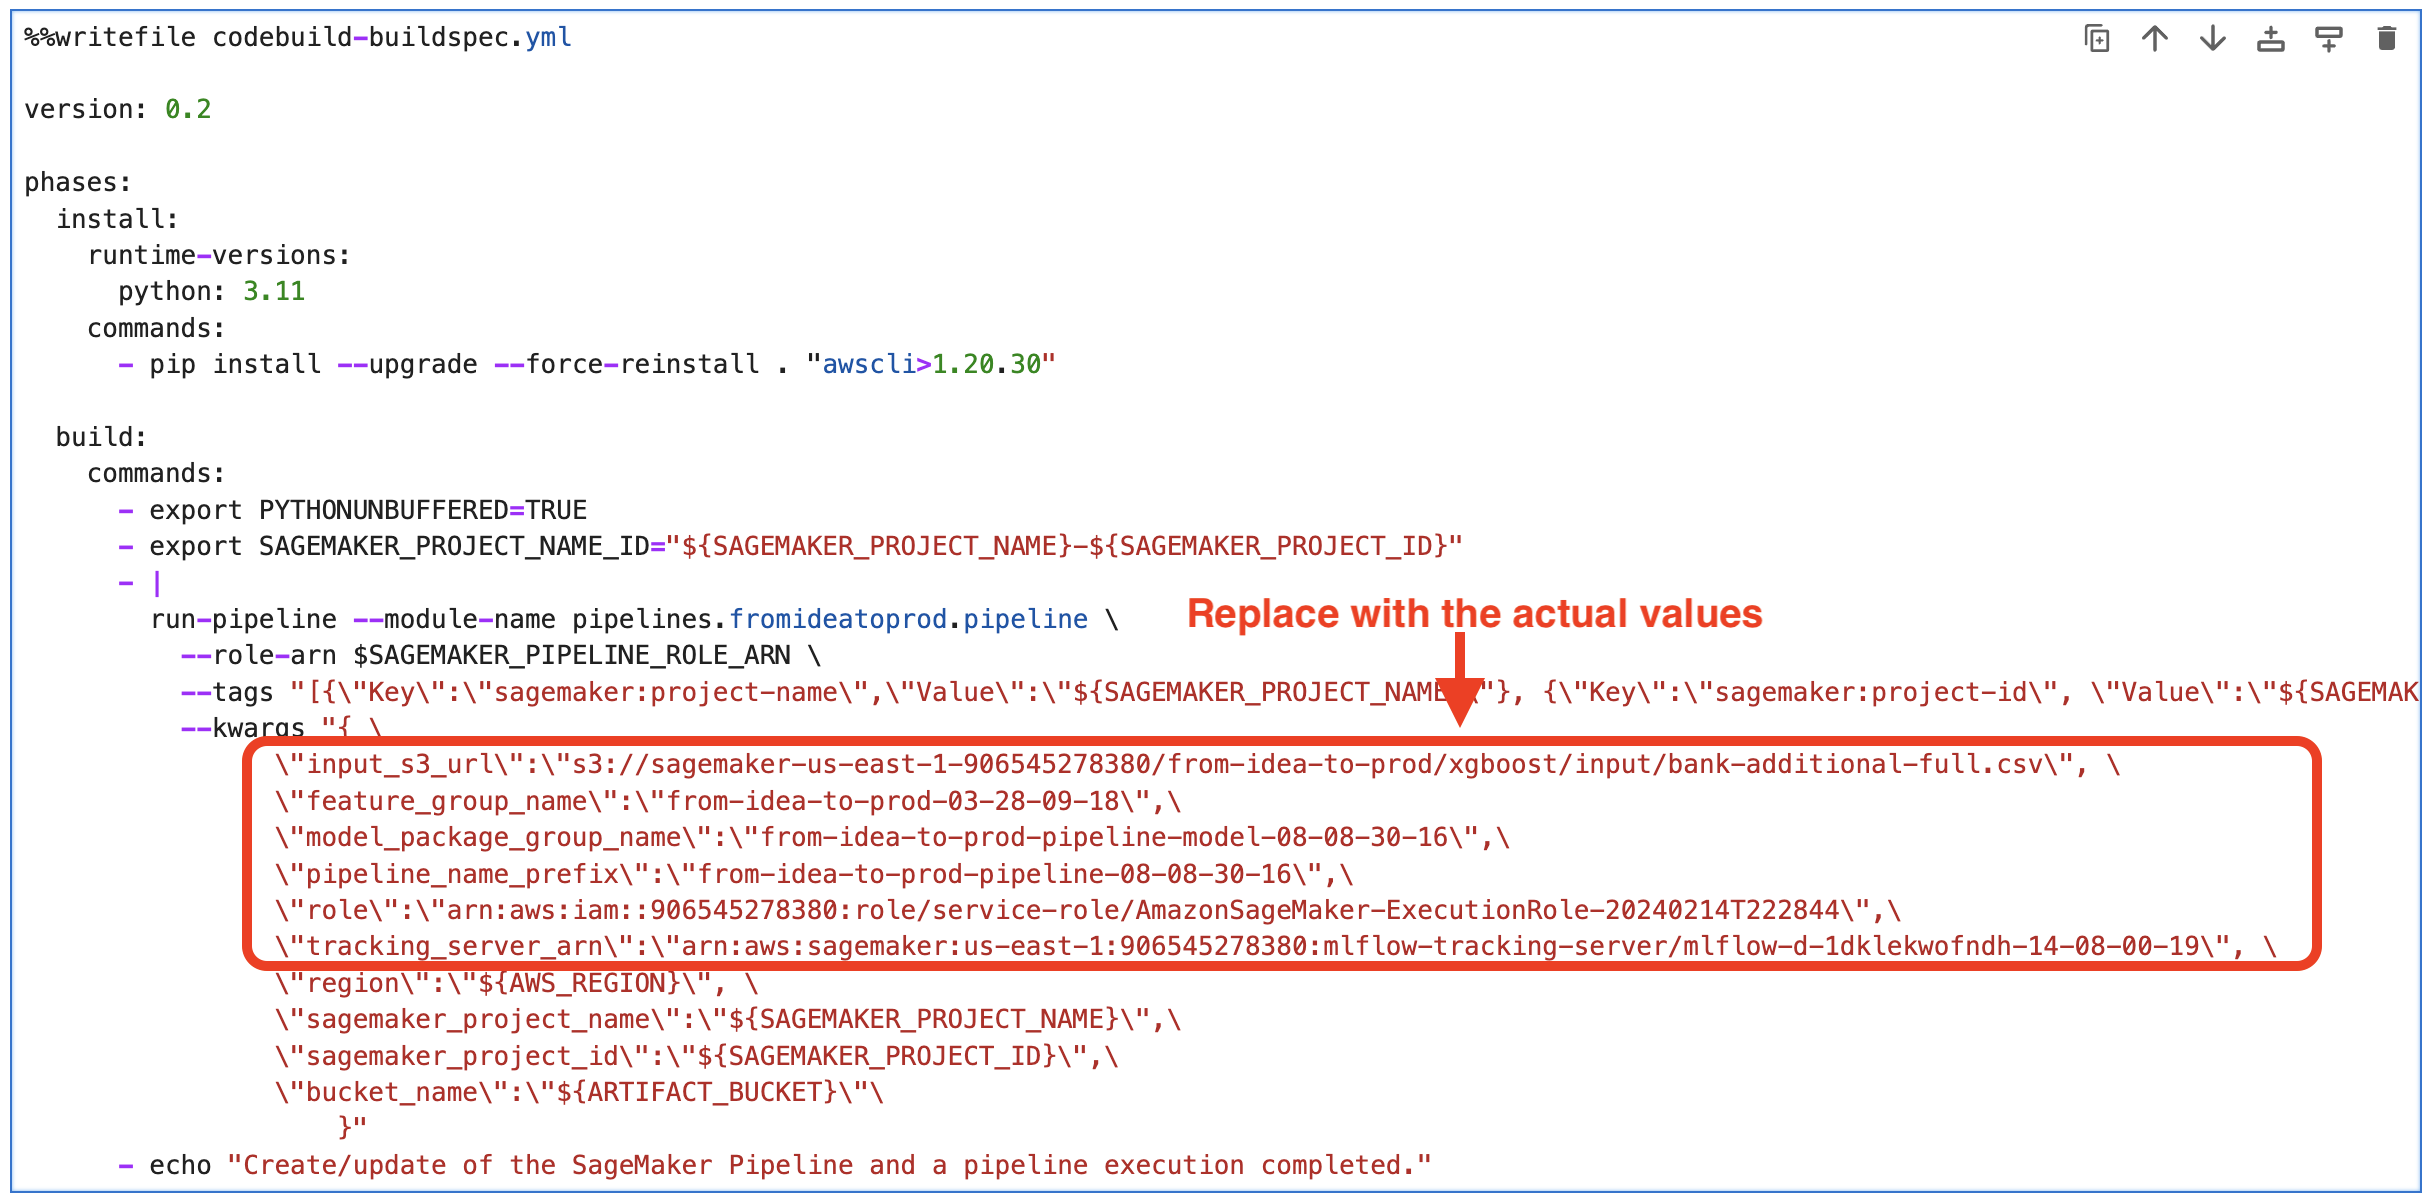 %%writefile codebuild-buildspec.yml
version: 0.2
phases:
  install:
    runtime-versions:
      python: 3.11
    commands:
      - pip install --upgrade --force-reinstall . "awscli>1.20.30"
  build:
    commands:
      - export PYTHONUNBUFFERED=TRUE
      - export SAGEMAKER_PROJECT_NAME_ID="${SAGEMAKER_PROJECT_NAME}-${SAGEMAKER_PROJECT_ID}"
      - |
Replace with the actual values
        run-pipeline --module-name pipelines.fromideatoprod.pipeline \
          --role-arn $SAGEMAKER_PIPELINE_ROLE_ARN \
          --tags "[{\"Key\":\"sagemaker:project-name\",\"Value\":\"${SAGEMAKER_PROJECT_NAME \"}, {\"Key\":\"sagemaker:project-id\", \"Value\":\"${SAGEMAK
          --kwargs "{ \
                \"input_s3_url\":\"s3://sagemaker-us-east-1-906545278380/from-idea-to-prod/xgboost/input/bank-additional-full.csv\", \
                \"feature_group_name\":\"from-idea-to-prod-03-28-09-18\",\
                \"model_package_group_name\":\"from-idea-to-prod-pipeline-model-08-08-30-16\",\
                \"pipeline_name_prefix\":\"from-idea-to-prod-pipeline-08-08-30-16\",\
                \"role\":\"arn:aws:iam::906545278380:role/service-role/AmazonSageMaker-ExecutionRole-20240214T222844\",\
                \"tracking_server_arn\":\"arn:aws:sagemaker:us-east-1:906545278380:mlflow-tracking-server/mlflow-d-1dklekwofndh-14-08-00-19\", \
                \"region\":\"${AWS_REGION}\", \
                \"sagemaker_project_name\":\"${SAGEMAKER_PROJECT_NAME}\",\
                \"sagemaker_project_id\":\"${SAGEMAKER_PROJECT_ID}\",\
                \"bucket_name\":\"${ARTIFACT_BUCKET}\"\
                    }"
      - echo "Create/update of the SageMaker Pipeline and a pipeline execution completed."